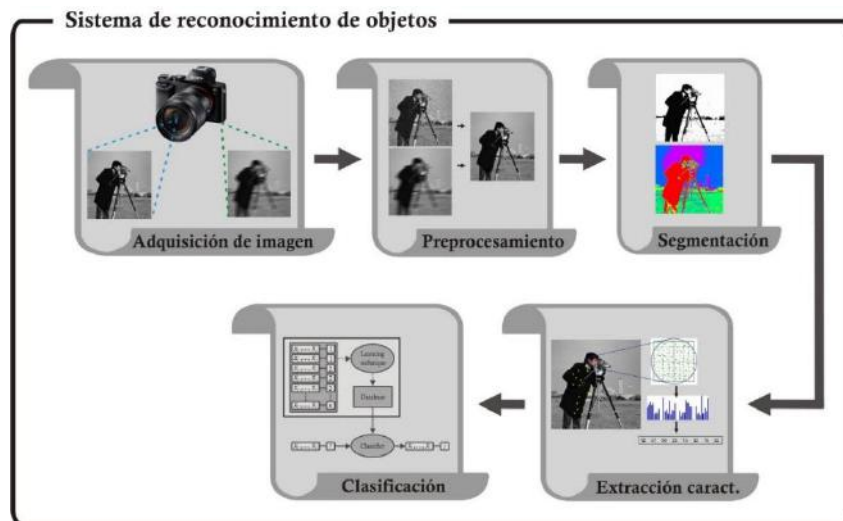 Sistema de reconocimiento de objetos
Adquisición de imagen
Preprocesamiento
Segmentación
Extracción caract.
Clasificación
Learning
Database
Classifier